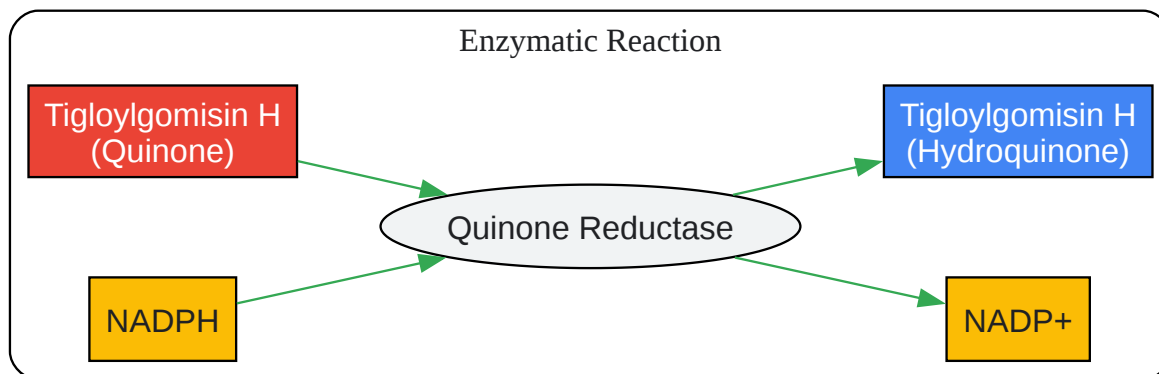 Enzymatic Reaction
Tigloylgomisin H
(Quinone)
Tigloylgomisin H
(Hydroquinone)
Quinone Reductase
NADPH
NADP+